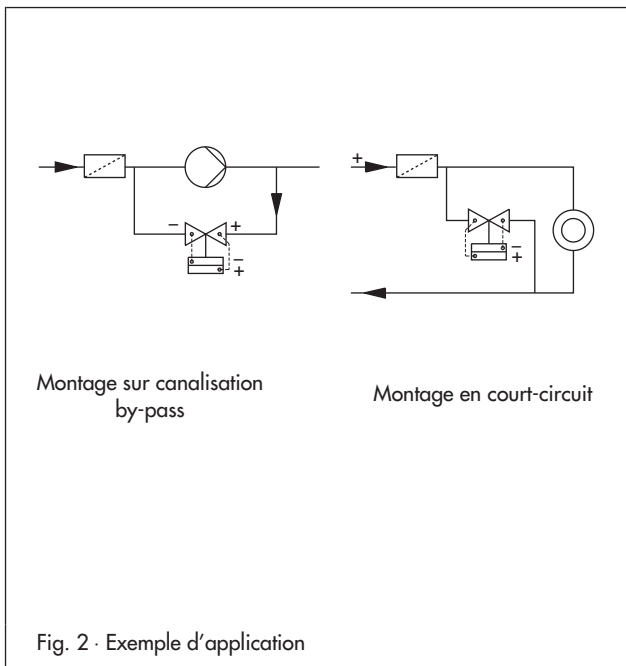 +
− +
−
+
−
+
Montage sur canalisation
by-pass
Montage en court-circuit
Fig. 2 · Exemple d'application